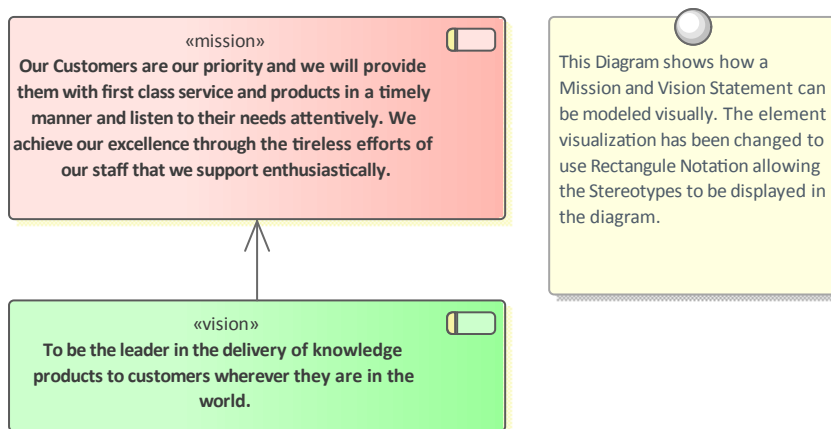 «mission»
Our Customers are our priority and we will provide
them with first class service and products in a timely
manner and listen to their needs attentively. We
achieve our excellence through the tireless efforts of
our staff that we support enthusiastically.
«vision»
To be the leader in the delivery of knowledge
products to customers wherever they are in the
world.
This Diagram shows how a
Mission and Vision Statement can
be modeled visually. The element
visualization has been changed to
use Rectangule Notation allowing
the Stereotypes to be displayed in
the diagram.